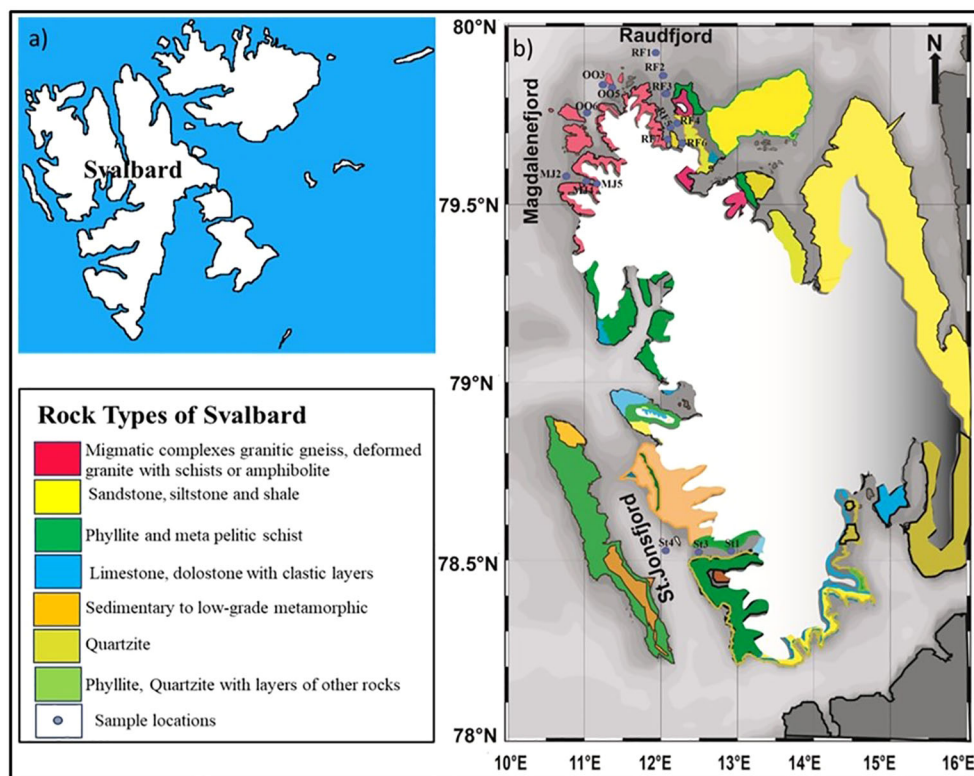 a)
Svalbard
Rock Types of Svalbard
Migmatic complexes granitic gneiss, deformed
granite with schists or amphibolite
Sandstone, siltstone and shale
Phyllite and meta pelitic schist
Limestone, dolostone with clastic layers
Sedimentary to low-grade metamorphic
Quartzite
Phyllite, Quartzite with layers of other rocks
Sample locations
b)
80°N
79.5°N
79°N
78.5°N
78°N
10°E
11°E
12°E
13°E
14°E
15°E
16°E
N
Raudfjord
Magdalenefjord
St.Jonsfjord
RF1
RF2
RF3
RF4
RF6
RF7
OO3
OO5
OO6
MJ2
MJ4
MJ5
St4
St3
St1